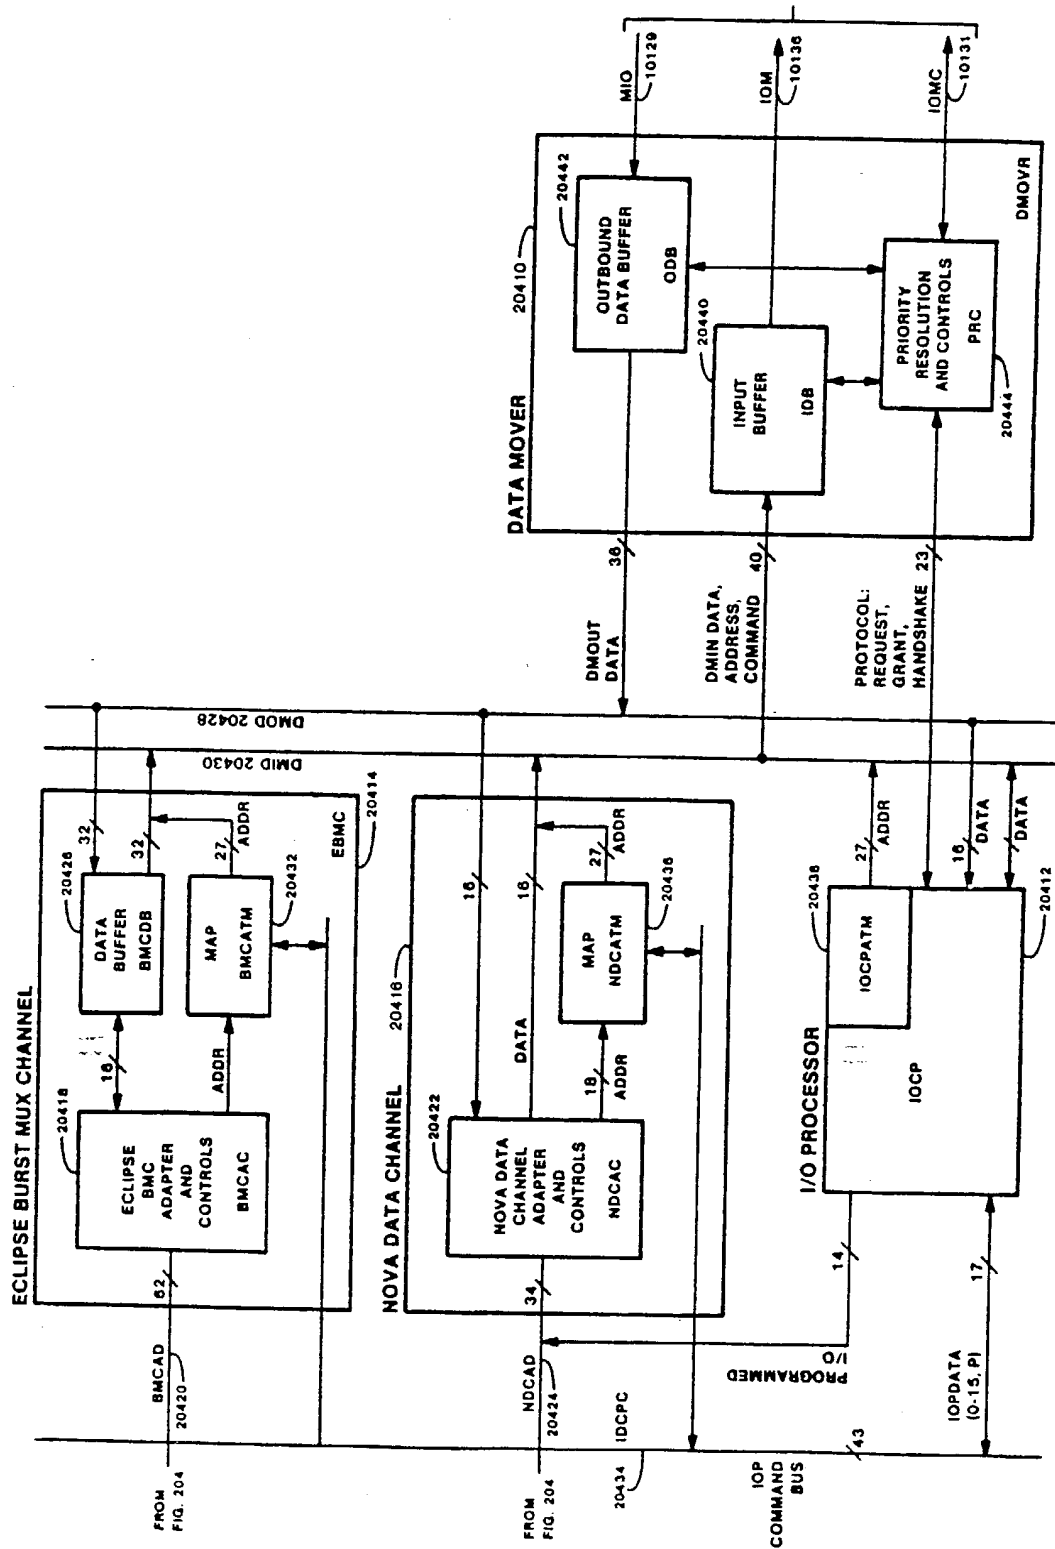 ECLIPSE BURST MUX CHANNEL
FROM
FIG. 204
BMCAD
20420
62
20418
ECLIPSE
BMC
ADAPTER
AND
CONTROLS
BMCAC
18
ADDR
20426
DATA
BUFFER
BMCDB
MAP
BMCATM
20432
32
32
27
ADDR
EBMC
20414
DMID 20430
DMOD 20428
NOVA DATA CHANNEL
20416
FROM
FIG. 204
NDCAD
20424
34
20422
NOVA DATA
CHANNEL
ADAPTER
AND
CONTROLS
NDCAC
16
DATA
16
18
ADDR
MAP
NDCATM
20436
27
ADDR
IDCPC
20434
IOP
COMMAND
BUS
43
PROGRAMMED
I/O
14
IOPDATA
(0-15, P)
17
I/O PROCESSOR
IOCP
IOCPATM
20438
27
ADDR
16
DATA
DATA
20412
DATA MOVER
20410
DMOUT
DATA
36
DMIN DATA,
ADDRESS,
COMMAND
40
PROTOCOL:
REQUEST,
GRANT,
HANDSHAKE
23
OUTBOUND
DATA BUFFER
ODB
20442
INPUT
BUFFER
IDB
20440
PRIORITY
RESOLUTION
AND CONTROLS
PRC
20444
DMOVR
MIO
10129
IOM
10136
IOMC
10131